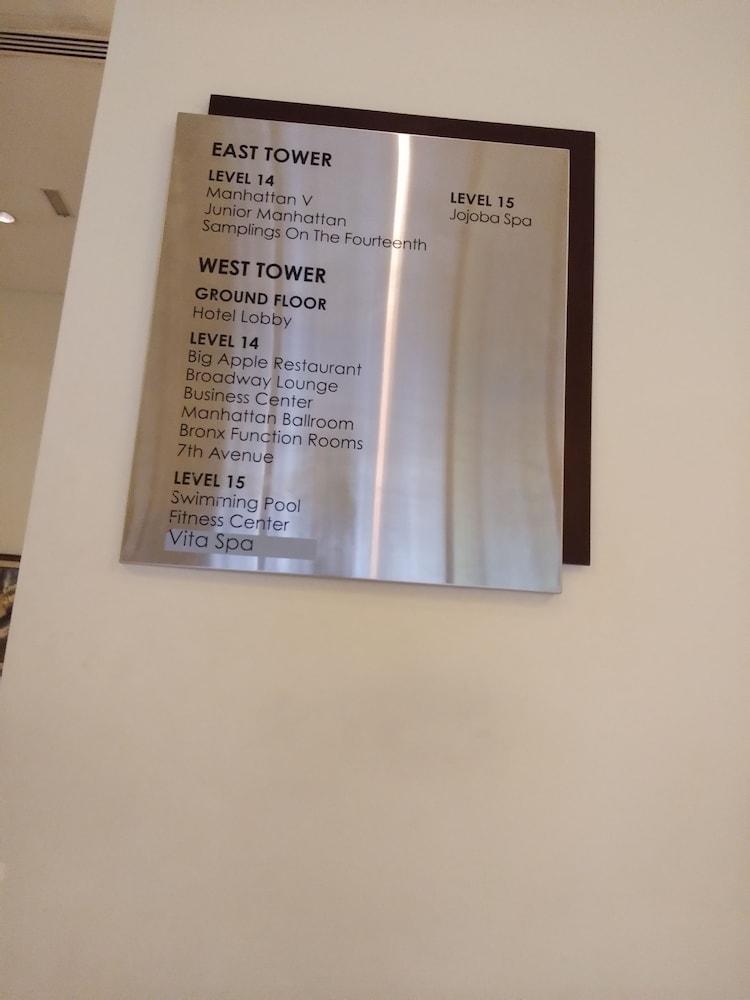 EAST TOWER
LEVEL 14
Manhattan V
Junior Manhattan
Samplings On The Fourteenth
LEVEL 15
Jojoba Spa
WEST TOWER
GROUND FLOOR
Hotel Lobby
LEVEL 14
Big Apple Restaurant
Broadway Lounge
Business Center
Manhattan Ballroom
Bronx Function Rooms
7th Avenue
LEVEL 15
Swimming Pool
Fitness Center
Vita Spa